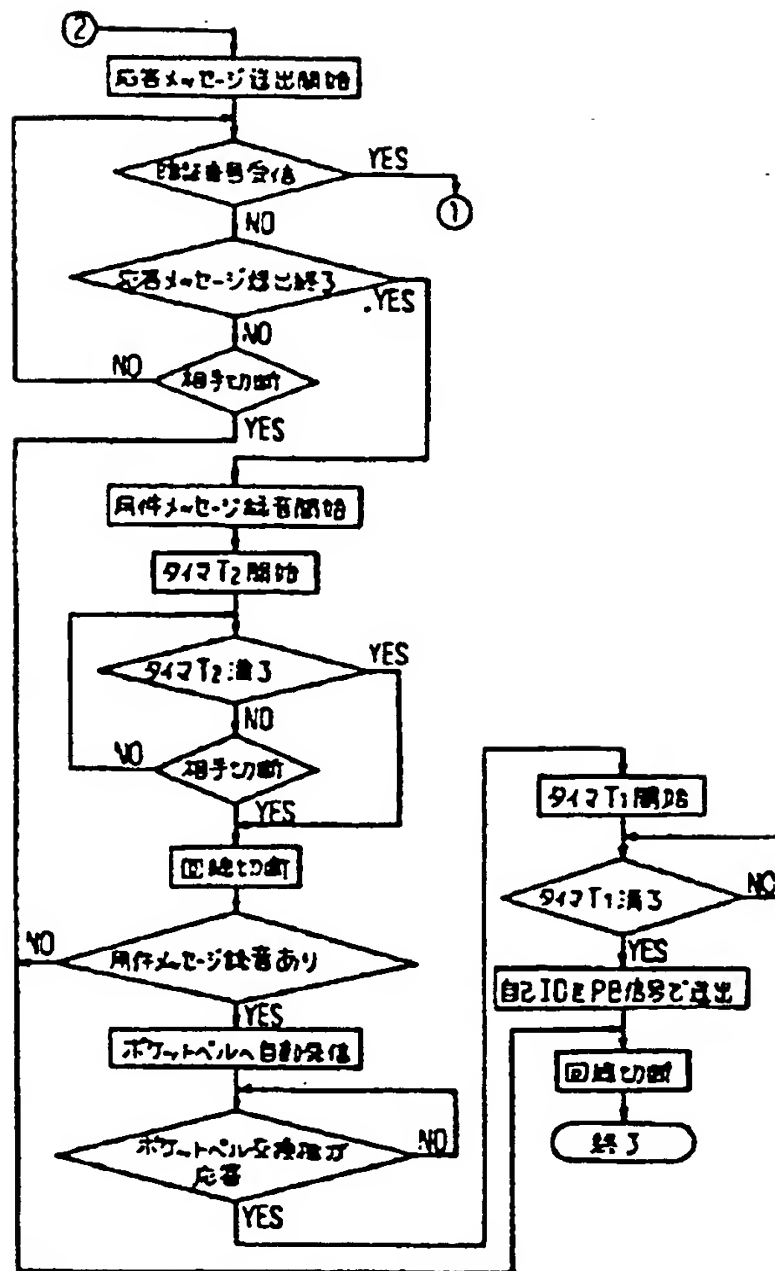 ②
応答メッセージ送出開始
暗証番号受信
YES
①
NO
応答メッセージ送出終了
YES
NO
NO
相手切断
YES
用件メッセージ録音開始
タイマT2開始
タイマT2満了
YES
NO
NO
相手切断
YES
回線切断
NO
用件メッセージ録音あり
YES
ポケットベルへ自動発信
ポケットベル交換機が
応答
NO
YES
タイマT1開始
タイマT1満了
NO
YES
自己IDをPB信号で送出
回線切断
終了